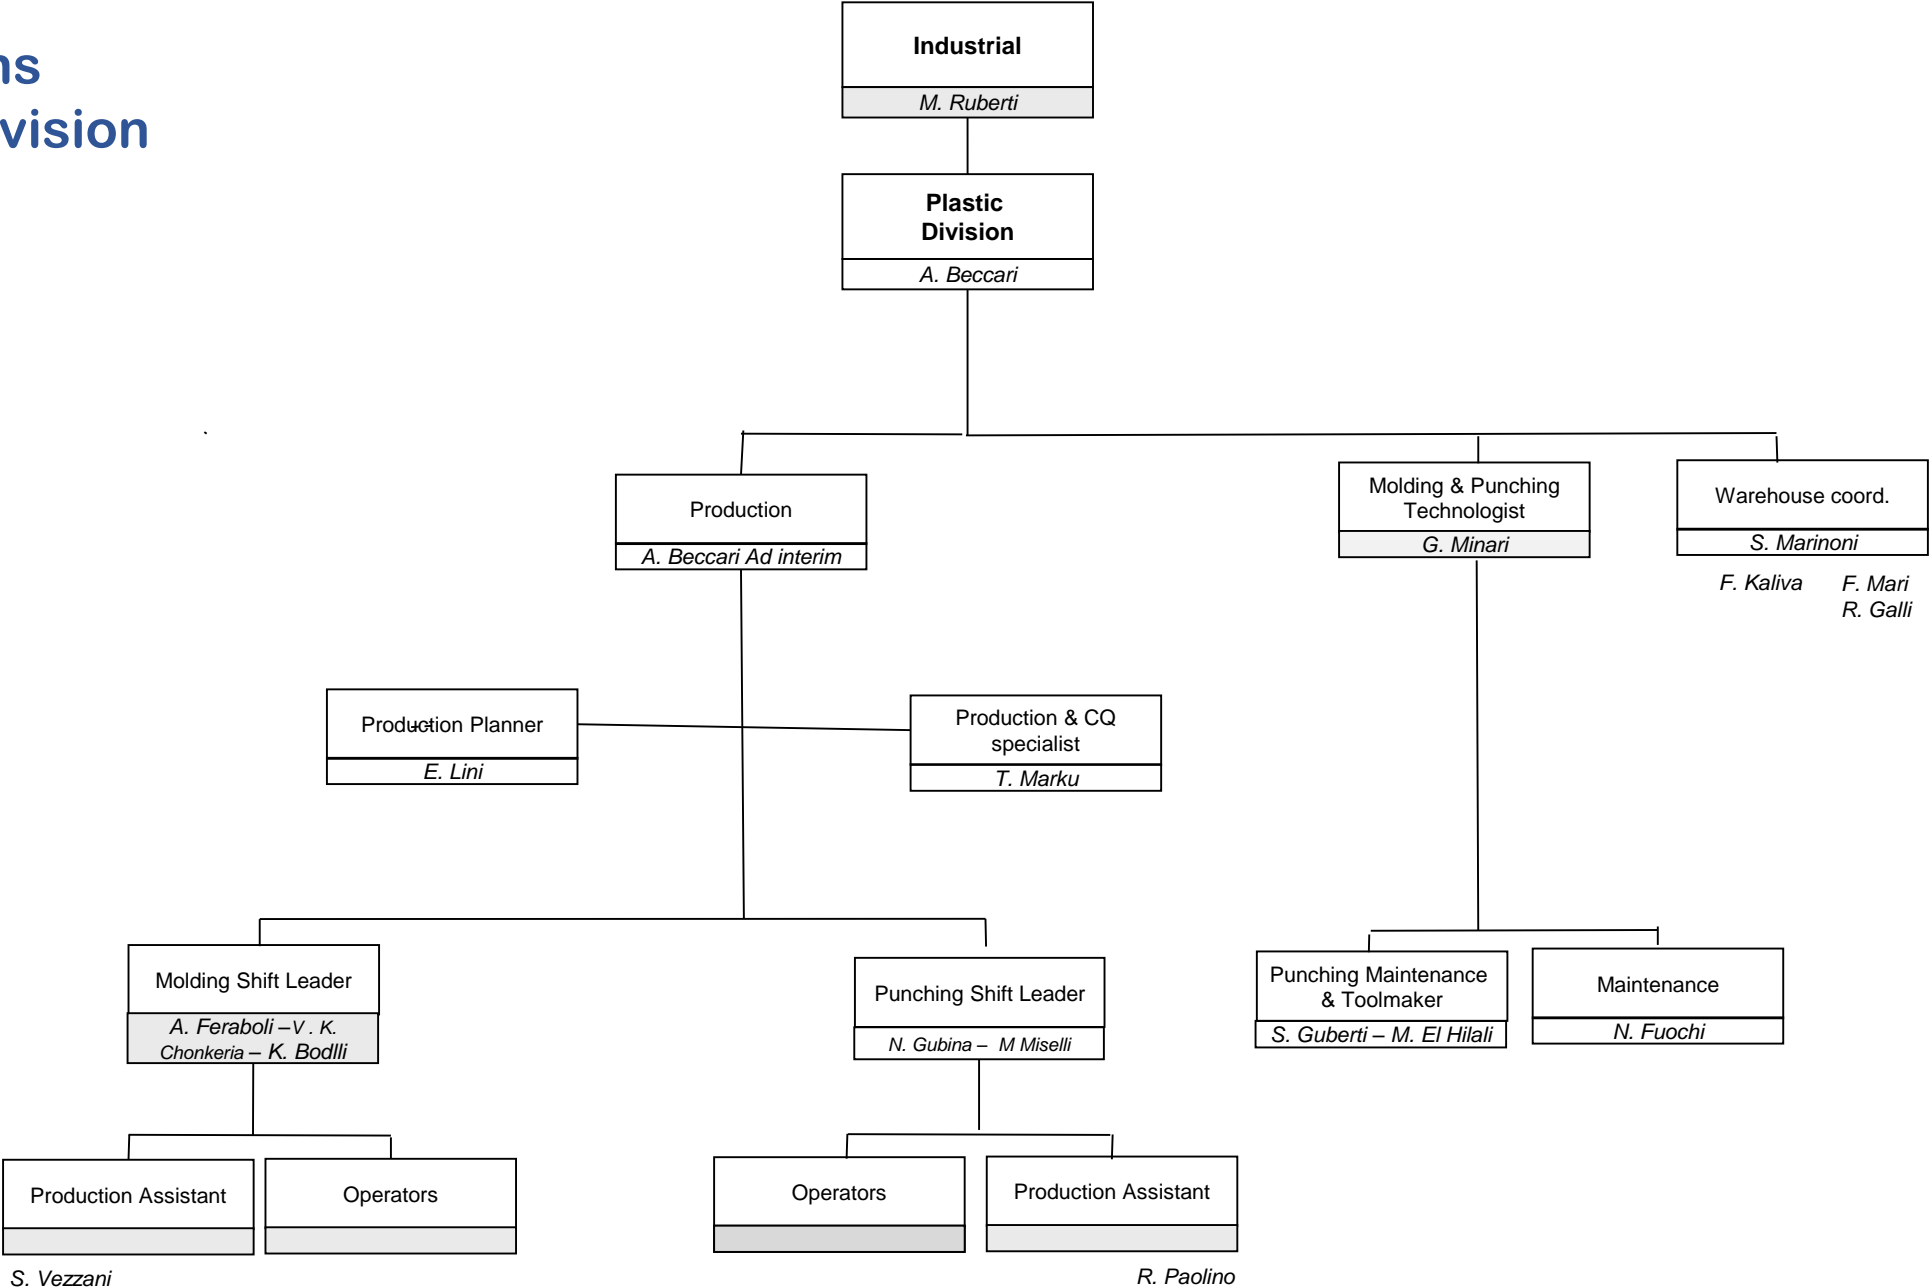 ns
vision
Industrial
M. Ruberti
Plastic
Division
A. Beccari
Production
A. Beccari Ad interim
Molding & Punching
Technologist
G. Minari
Warehouse coord.
S. Marinoni
F. Kaliva
F. Mari
R. Galli
Production Planner
E. Lini
Production & CQ
specialist
T. Marku
Molding Shift Leader
A. Feraboli – V . K.
Chonkeria – K. Bodlli
Punching Shift Leader
N. Gubina – M Miselli
Punching Maintenance
& Toolmaker
S. Guberti – M. El Hilali
Maintenance
N. Fuochi
Production Assistant
Operators
Operators
Production Assistant
S. Vezzani
R. Paolino